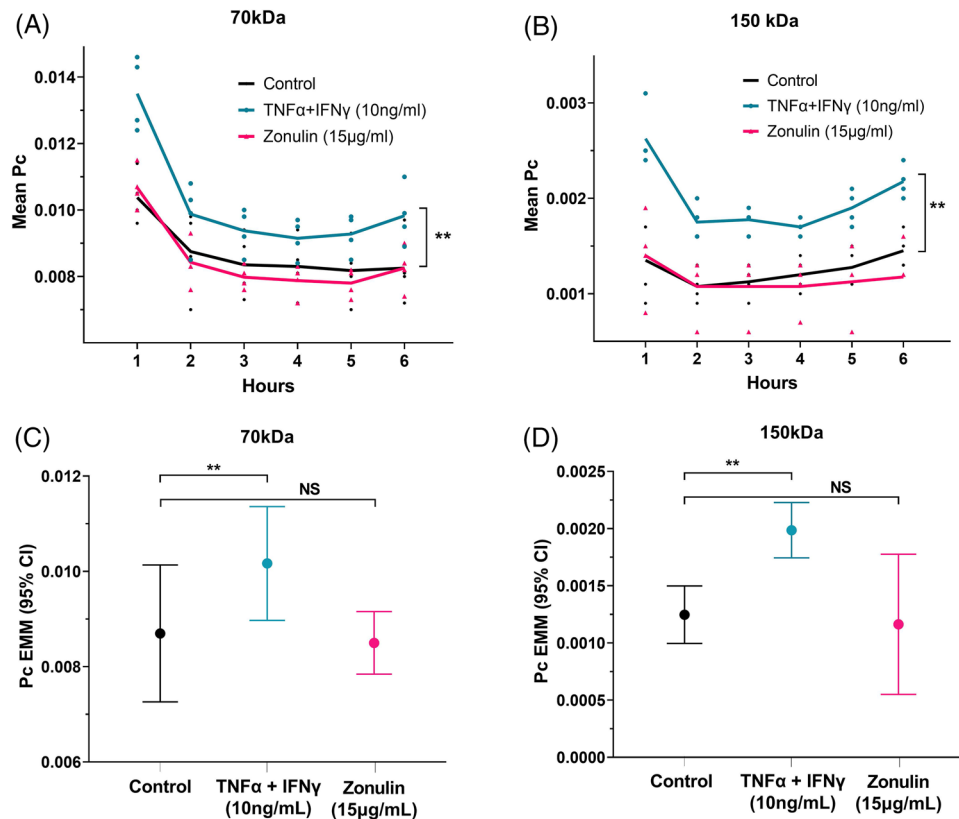 (A)
70kDa
Mean Pc
0.014
0.012
0.010
0.008
Control
TNFα+IFNγ (10ng/ml)
Zonulin (15µg/ml)
**
1 2 3 4 5 6
Hours
(B)
150 kDa
Mean Pc
0.003
0.002
0.001
Control
TNFα+IFNγ (10ng/ml)
Zonulin (15µg/ml)
**
1 2 3 4 5 6
Hours
(C)
70kDa
Pc EMM (95% CI)
0.012
0.010
0.008
0.006
**
NS
Control
TNFα + IFNγ
(10ng/mL)
Zonulin
(15µg/mL)
(D)
150kDa
Pc EMM (95% CI)
0.0025
0.0020
0.0015
0.0010
0.0005
0.0000
**
NS
Control
TNFα + IFNγ
(10ng/mL)
Zonulin
(15µg/mL)